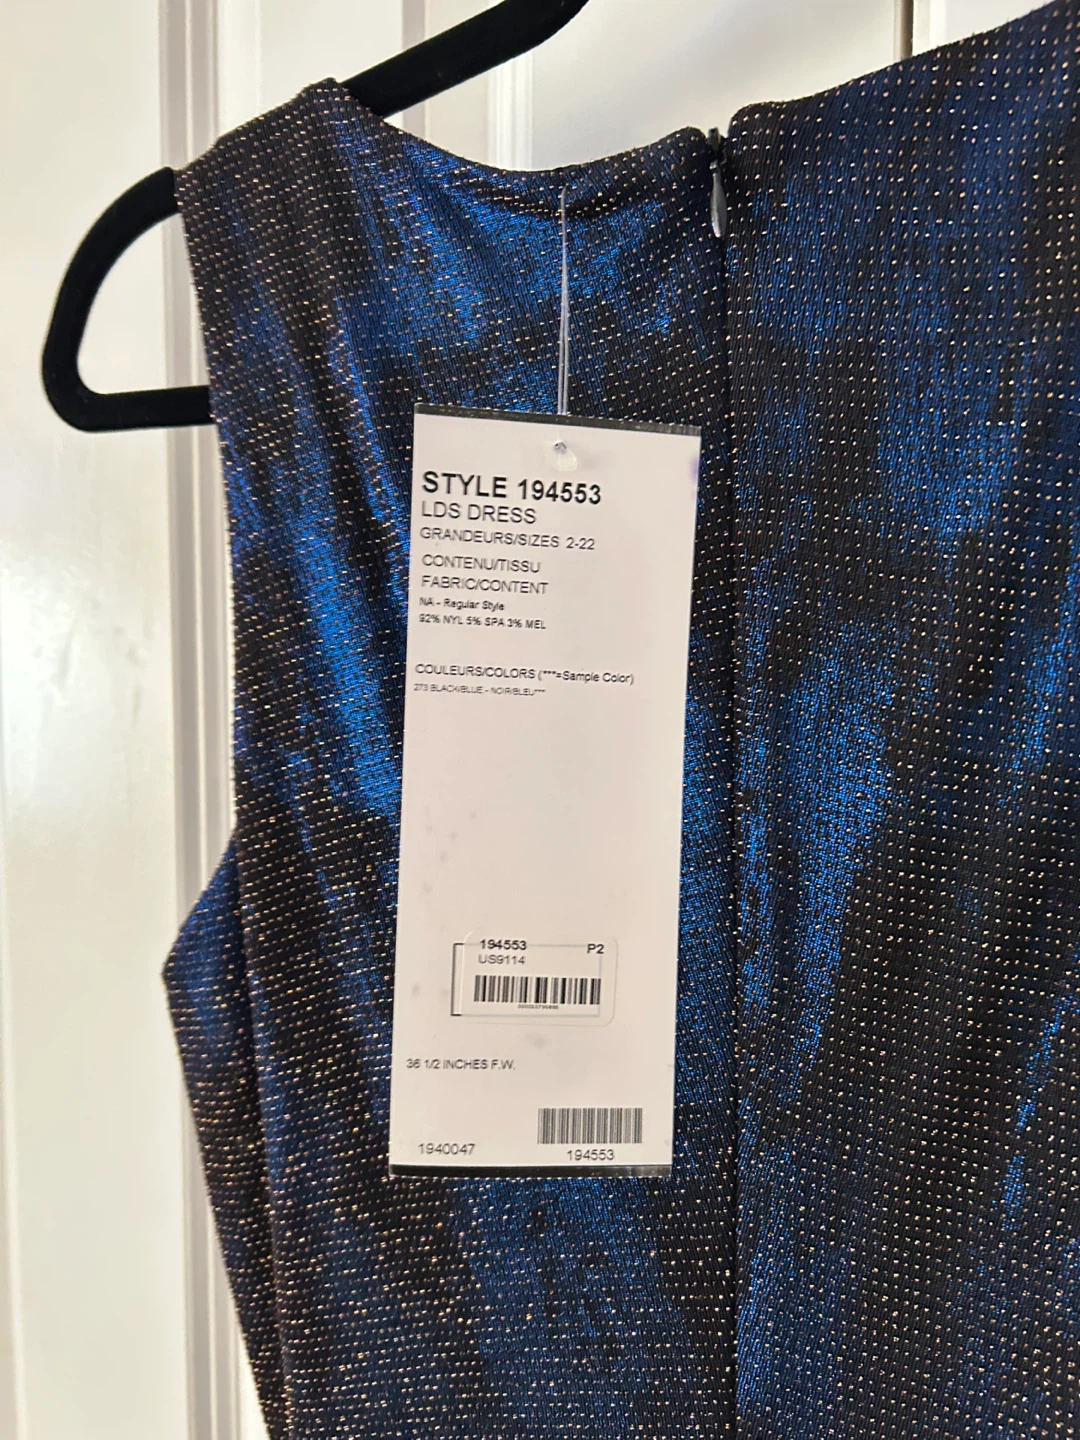 STYLE 194553
LDS DRESS
GRANDEURS/SIZES 2-22
CONTENU/TISSU
FABRIC/CONTENT
NA - Regular Style
92% NYL 5% SPA 3% MEL
COULEURS/COLORS (***=Sample Color)
273 BLACK/BLUE - NOIR/BLEU***
194553 P2
US9114
36 1/2 INCHES F.W.
1940047 194553